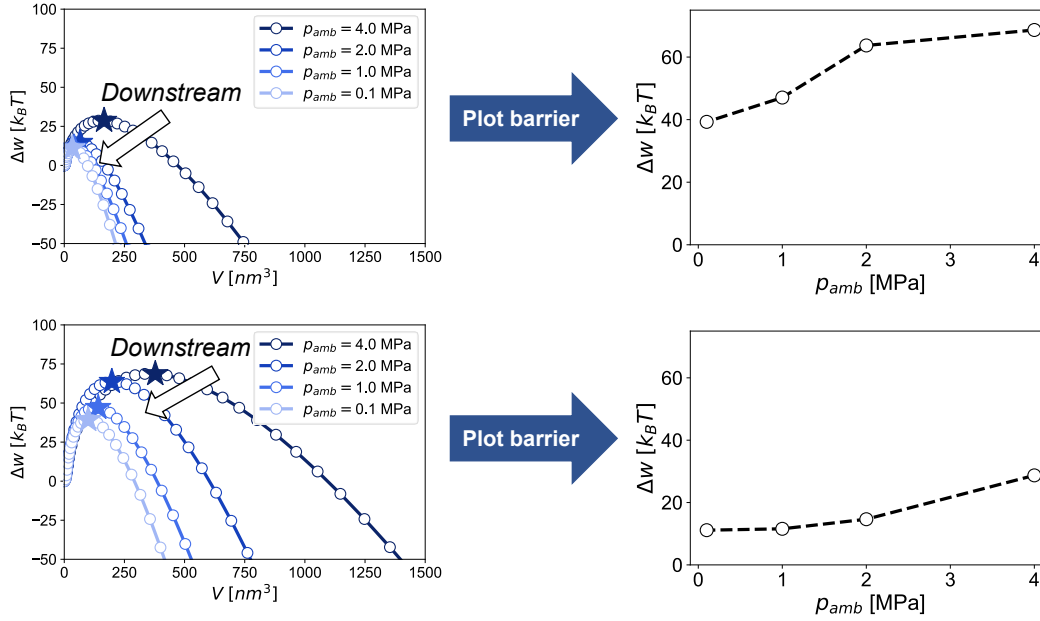 100
75
50
25
0
−25
−50
Δw [k_BT]
0
250
500
750
1000
1250
1500
V [nm³]
p_amb = 4.0 MPa
p_amb = 2.0 MPa
p_amb = 1.0 MPa
p_amb = 0.1 MPa
Downstream
Plot barrier
60
40
20
0
Δw [k_BT]
0
1
2
3
4
p_amb [MPa]
100
75
50
25
0
−25
−50
Δw [k_BT]
0
250
500
750
1000
1250
1500
V [nm³]
p_amb = 4.0 MPa
p_amb = 2.0 MPa
p_amb = 1.0 MPa
p_amb = 0.1 MPa
Downstream
Plot barrier
60
40
20
0
Δw [k_BT]
0
1
2
3
4
p_amb [MPa]